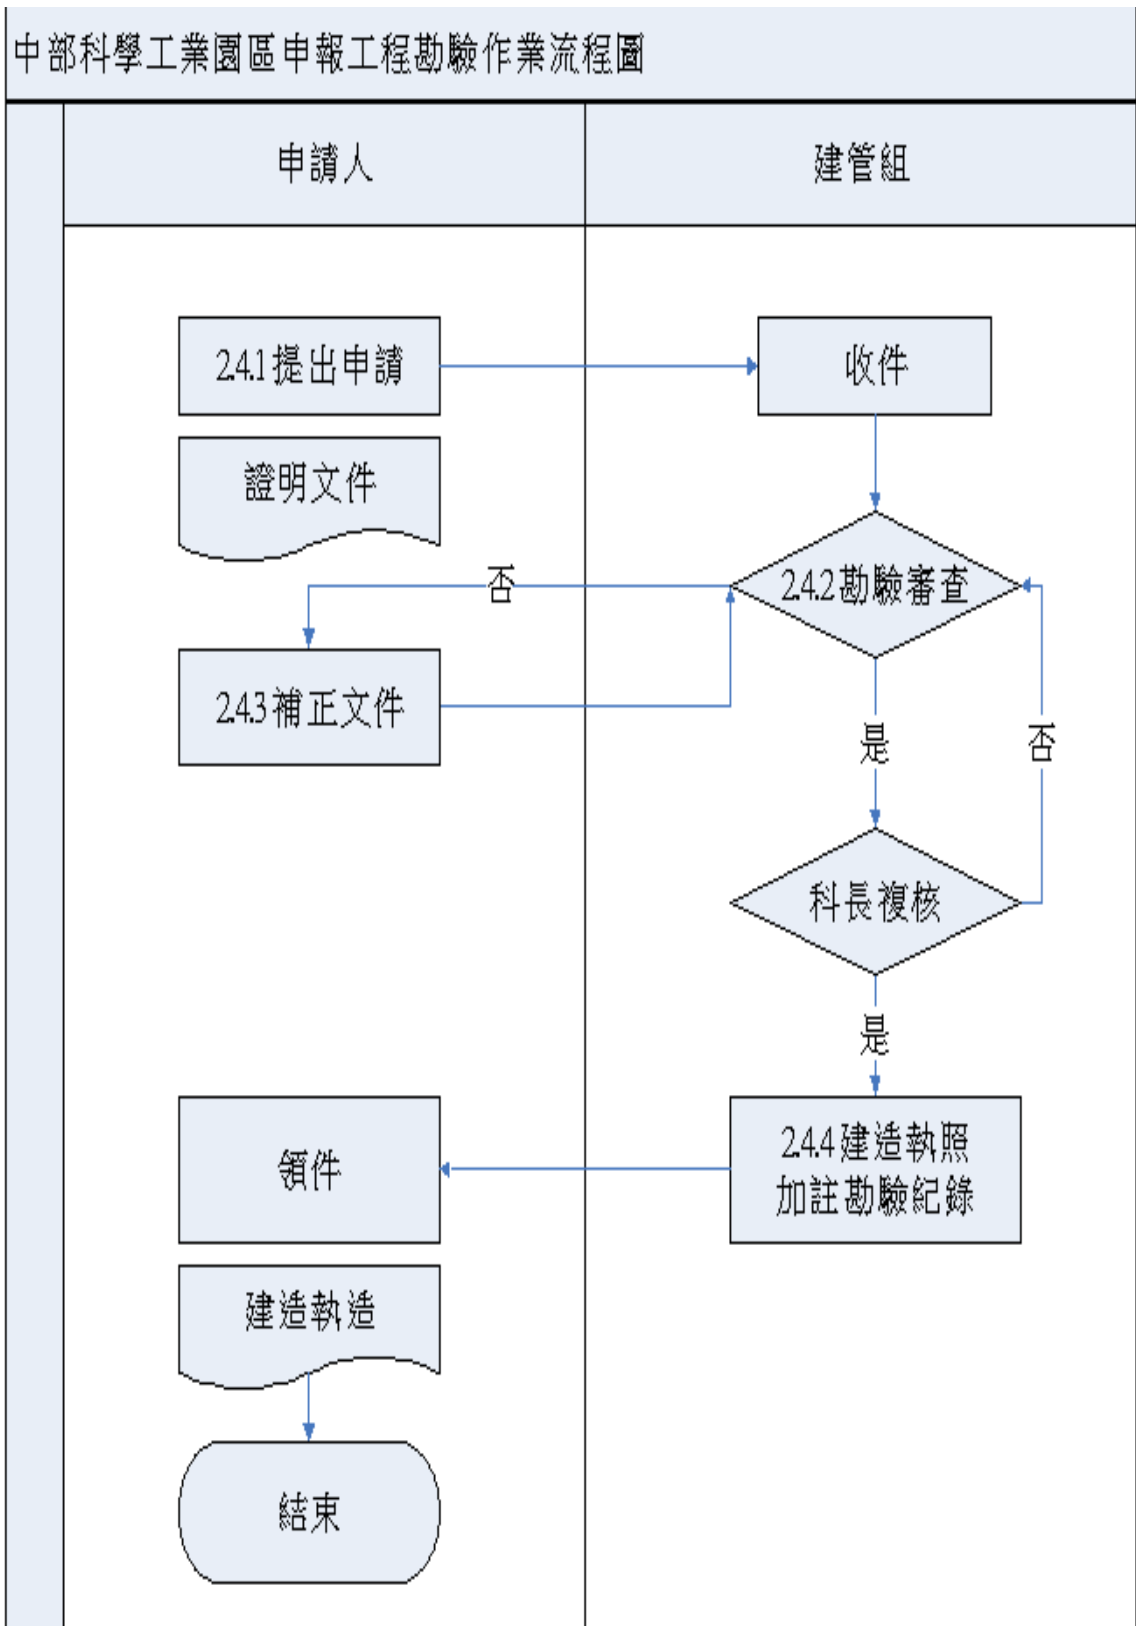 中部科學工業園區申報工程勘驗作業流程圖
申請人
建管組
2.4.1提出申請
收件
證明文件
2.4.2勘驗審查
否
2.4.3補正文件
是
否
科長複核
是
領件
2.4.4建造執照
加註勘驗紀錄
建造執造
結束